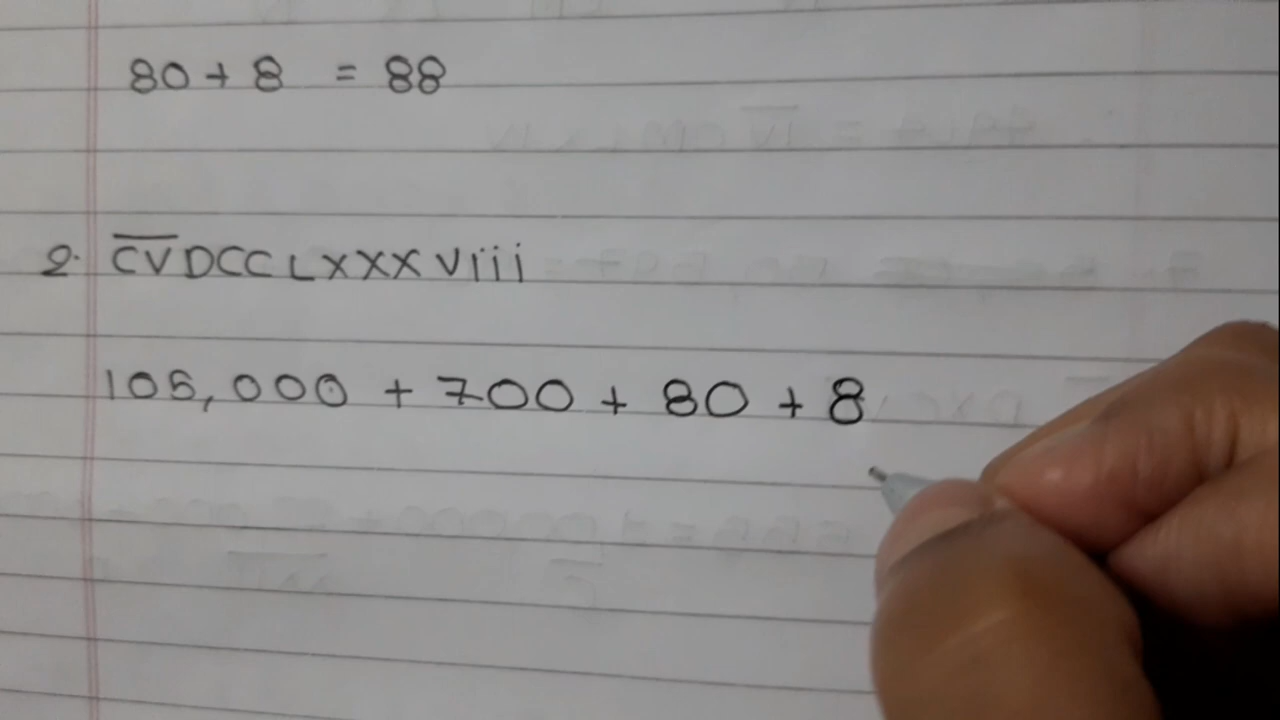 80 + 8 = 88
2. C̅V̅DCCLXXXViii
105,000 + 700 + 80 + 8